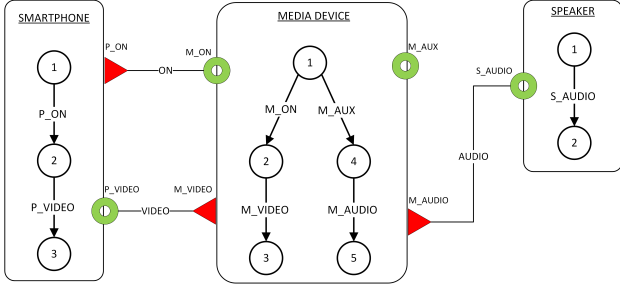 SMARTPHONE
MEDIA DEVICE
SPEAKER
P_ON
M_ON
M_AUX
S_AUDIO
1
1
1
ON
P_ON
M_ON
M_AUX
S_AUDIO
2
2
4
2
AUDIO
P_VIDEO
M_VIDEO
M_AUDIO
P_VIDEO
VIDEO
M_VIDEO
M_AUDIO
3
3
5